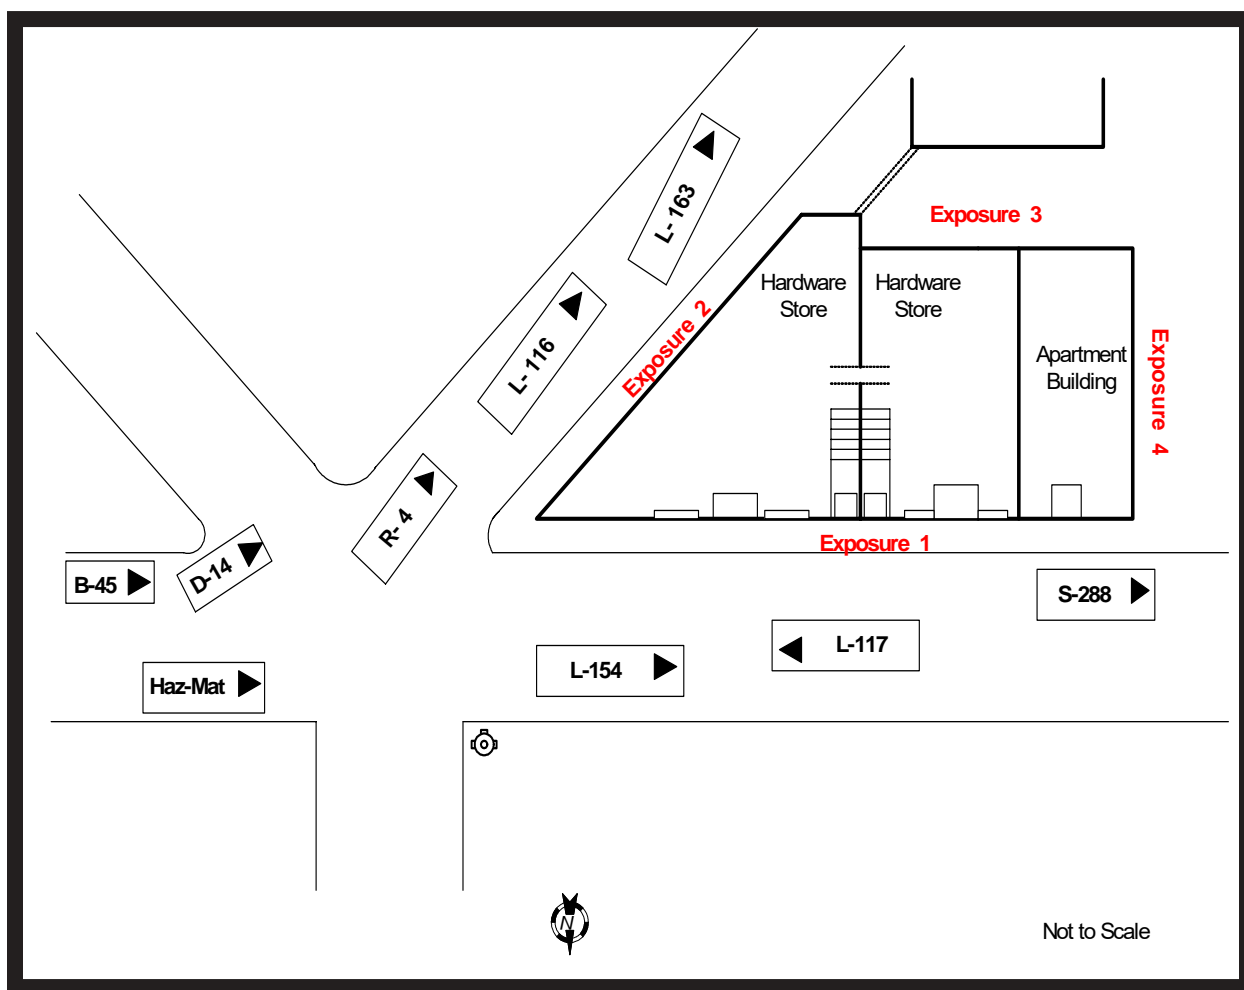 L- 163
Exposure 3
Hardware
Store
Hardware
Store
Exposure 2
L- 116
Apartment
Building
Exposure 4
R- 4
Exposure 1
B-45
D-14
S-288
L-117
L-154
Haz-Mat
N
Not to Scale